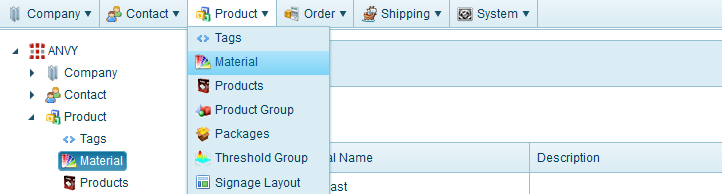 Company Contact Product Order Shipping System
ANVY
Company
Contact
Product
Tags
Material
Products
Tags
Material
Products
Product Group
Packages
Threshold Group
Signage Layout
al Name Description
ast